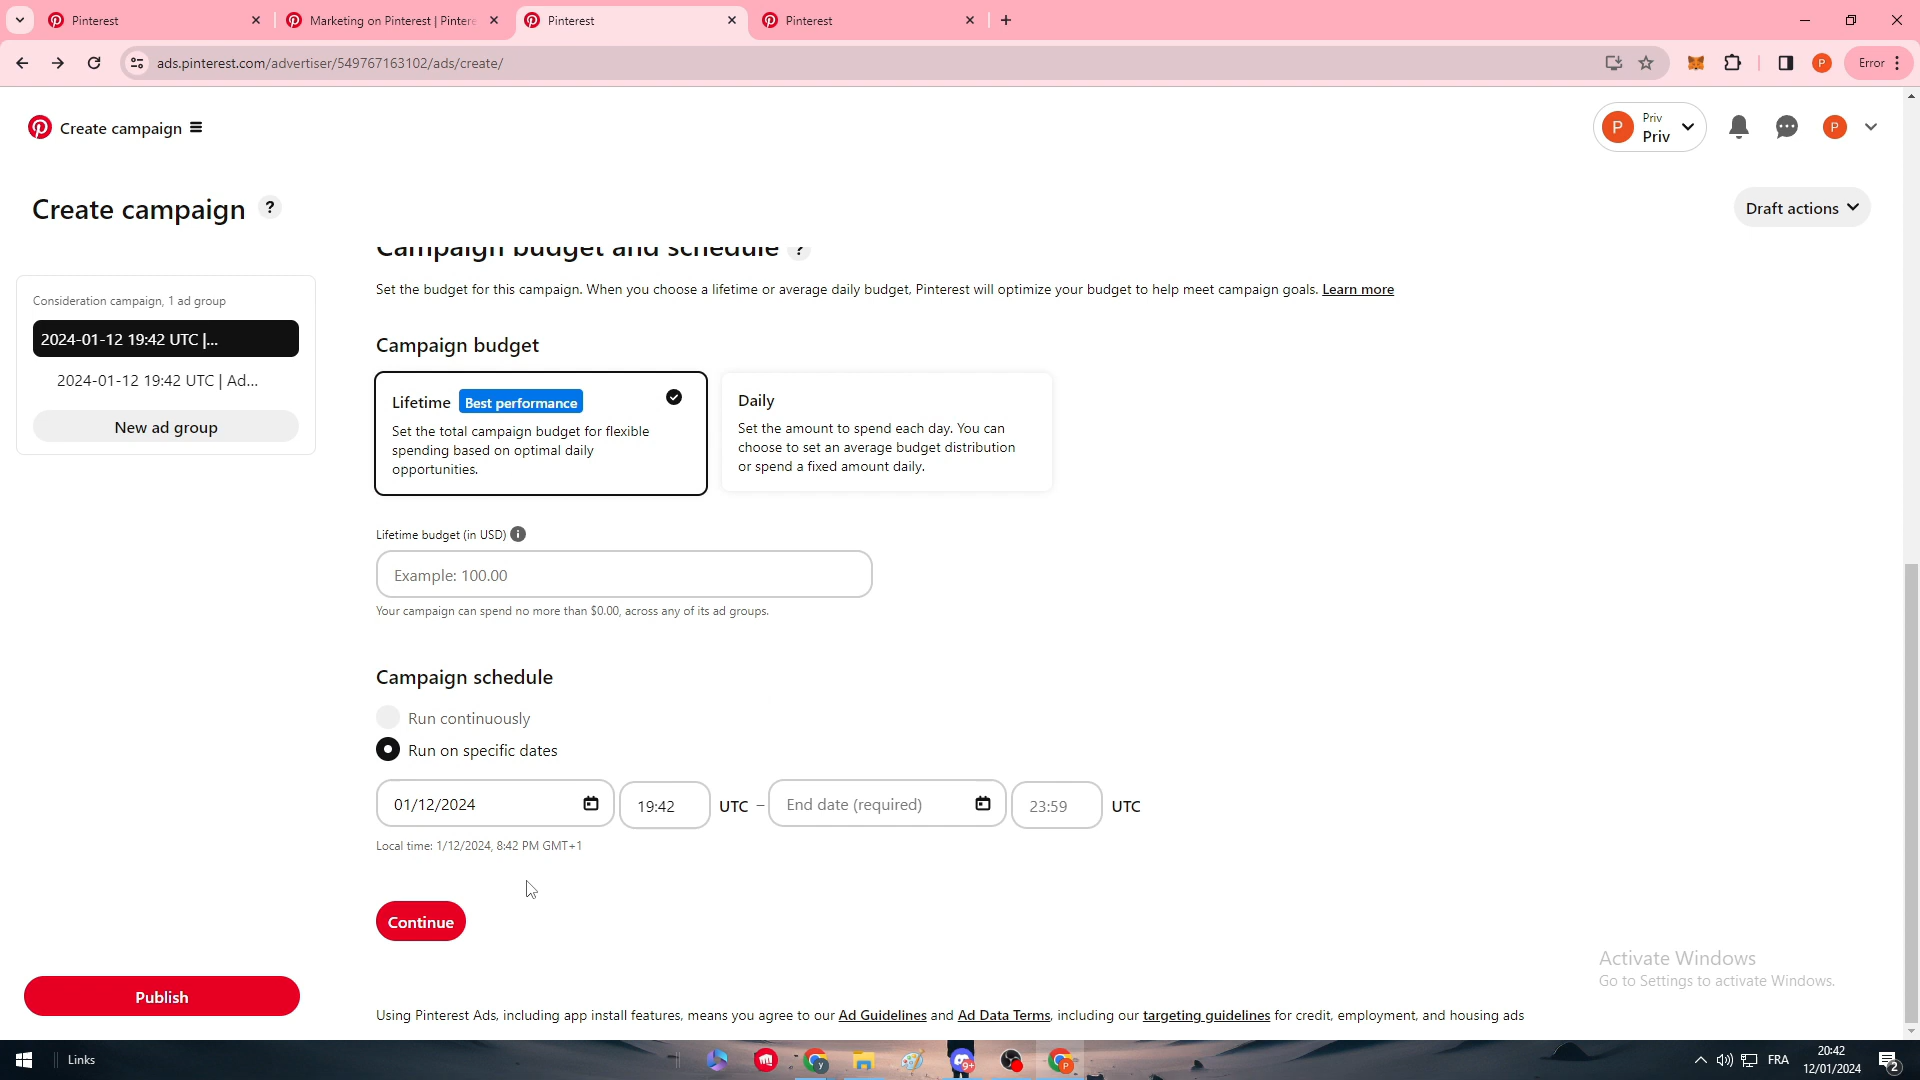 Pinterest
Marketing on Pinterest | Pintere
Pinterest
Pinterest
ads.pinterest.com/advertiser/549767163102/ads/create/
Error
Create campaign
P
Priv
Priv
P
Create campaign ?
Draft actions
Campaign budget and schedule ?
Set the budget for this campaign. When you choose a lifetime or average daily budget, Pinterest will optimize your budget to help meet campaign goals. Learn more
Consideration campaign, 1 ad group
2024-01-12 19:42 UTC |...
2024-01-12 19:42 UTC | Ad...
New ad group
Campaign budget
Lifetime Best performance
Set the total campaign budget for flexible
spending based on optimal daily
opportunities.
Daily
Set the amount to spend each day. You can
choose to set an average budget distribution
or spend a fixed amount daily.
Lifetime budget (in USD)
Example: 100.00
Your campaign can spend no more than $0.00, across any of its ad groups.
Campaign schedule
Run continuously
Run on specific dates
01/12/2024 19:42 UTC – End date (required) 23:59 UTC
Local time: 1/12/2024, 8:42 PM GMT+1
Continue
Publish
Activate Windows
Go to Settings to activate Windows.
Using Pinterest Ads, including app install features, means you agree to our Ad Guidelines and Ad Data Terms, including our targeting guidelines for credit, employment, and housing ads
Links
FRA
20:42
12/01/2024
2